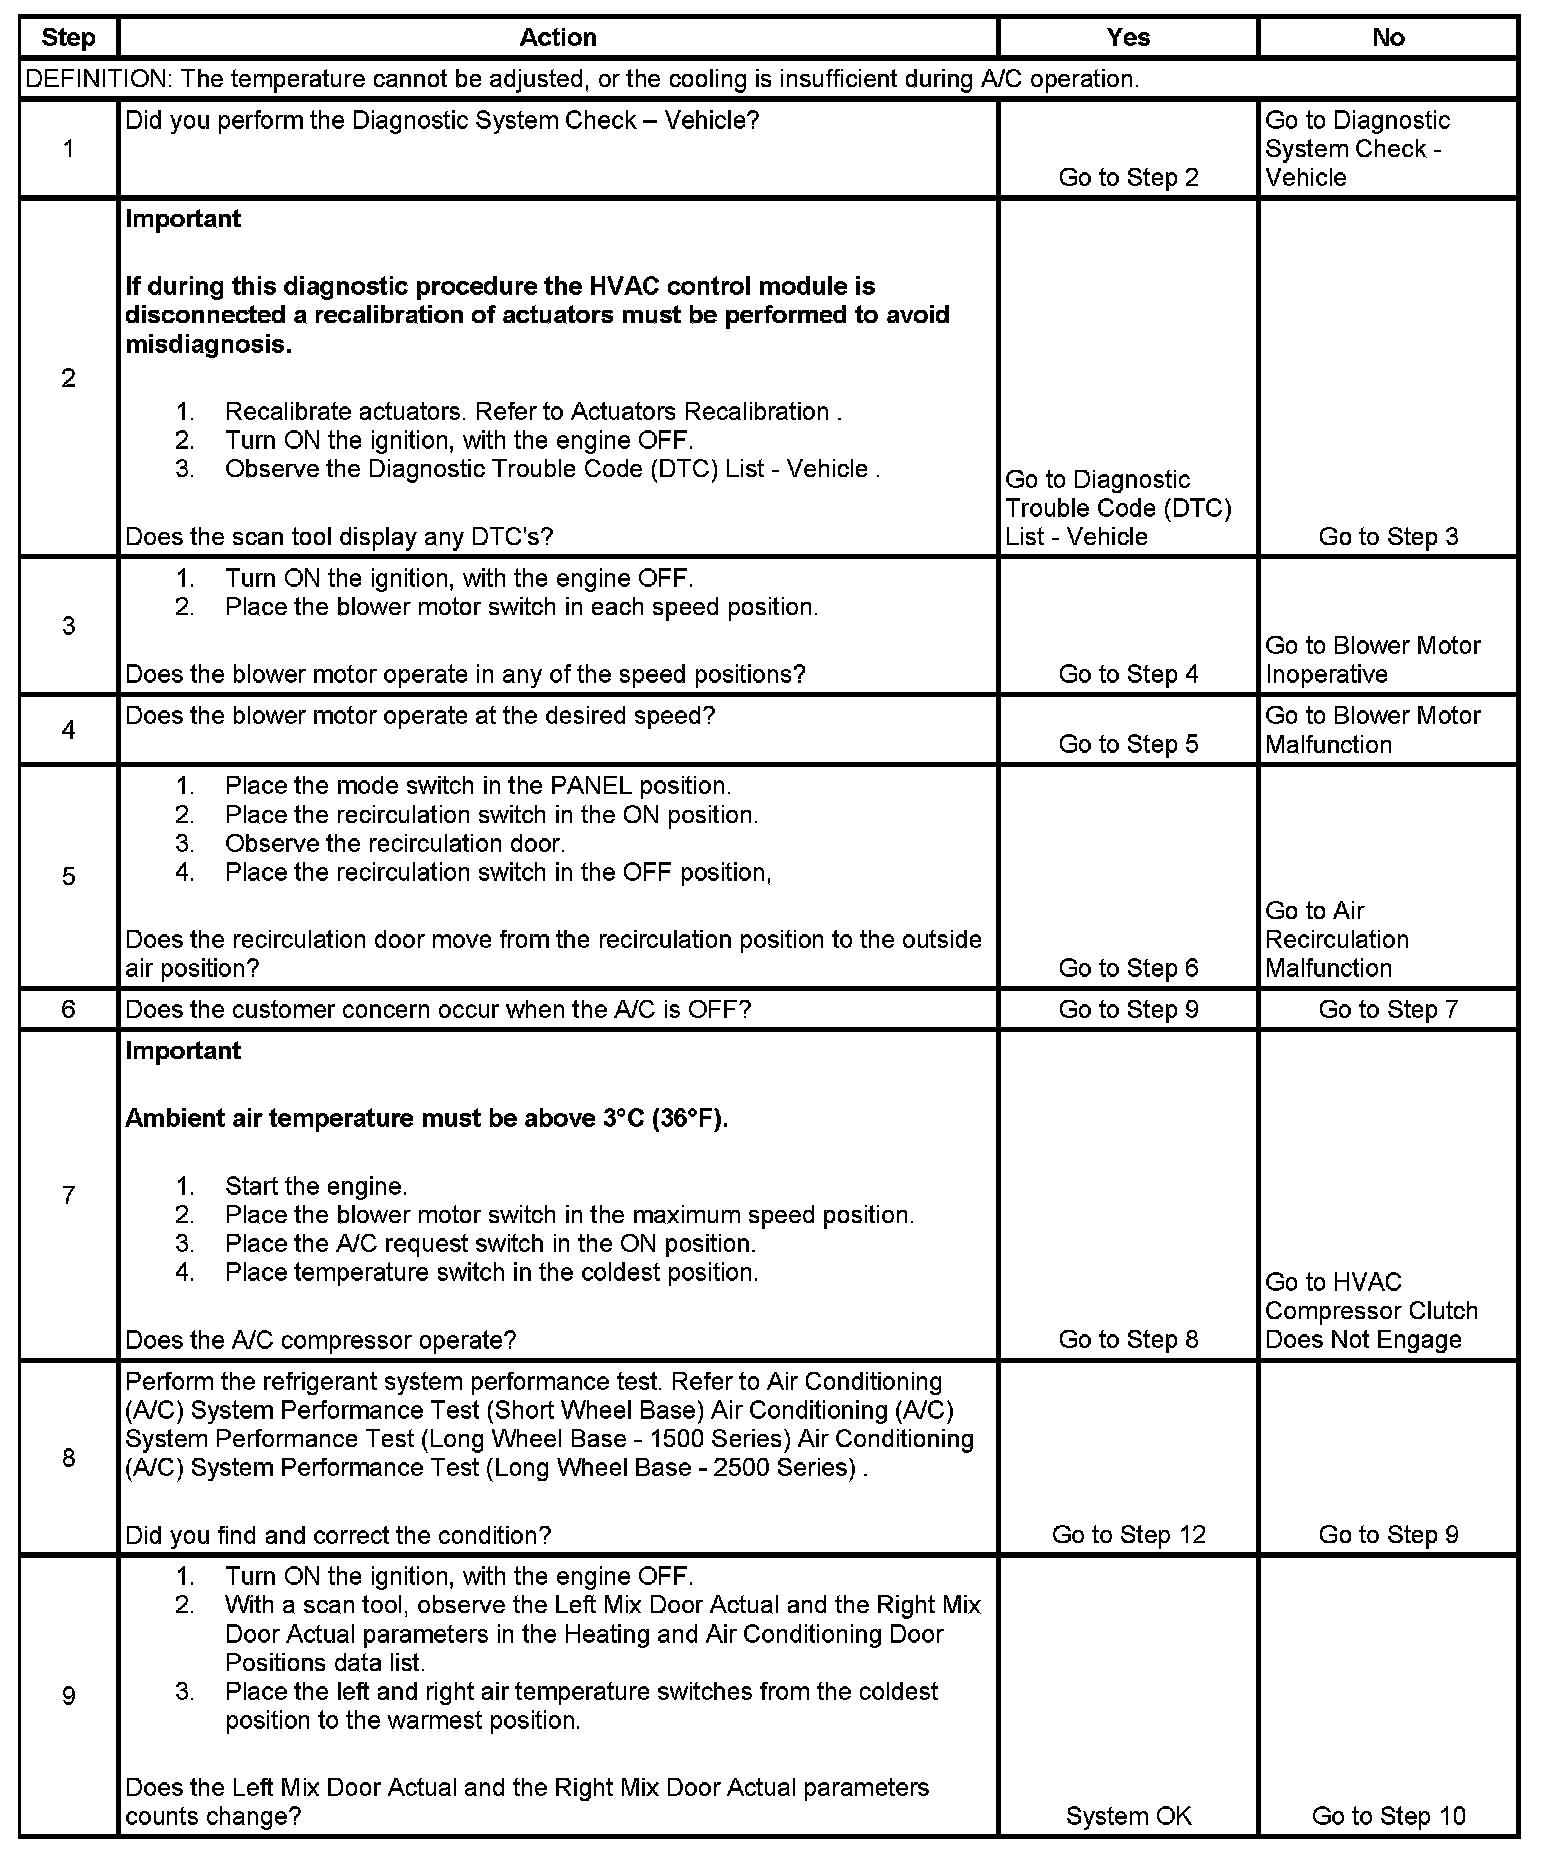 Step Action Yes No
DEFINITION: The temperature cannot be adjusted, or the cooling is insufficient during A/C operation.
1
Did you perform the Diagnostic System Check – Vehicle?
Go to Step 2
Go to Diagnostic
System Check -
Vehicle
2
Important
If during this diagnostic procedure the HVAC control module is
disconnected a recalibration of actuators must be performed to avoid
misdiagnosis.
1. Recalibrate actuators. Refer to Actuators Recalibration .
2. Turn ON the ignition, with the engine OFF.
3. Observe the Diagnostic Trouble Code (DTC) List - Vehicle .
Does the scan tool display any DTC's?
Go to Diagnostic
Trouble Code (DTC)
List - Vehicle
Go to Step 3
3
1. Turn ON the ignition, with the engine OFF.
2. Place the blower motor switch in each speed position.
Does the blower motor operate in any of the speed positions?
Go to Step 4
Go to Blower Motor
Inoperative
4
Does the blower motor operate at the desired speed?
Go to Step 5
Go to Blower Motor
Malfunction
5
1. Place the mode switch in the PANEL position.
2. Place the recirculation switch in the ON position.
3. Observe the recirculation door.
4. Place the recirculation switch in the OFF position,
Does the recirculation door move from the recirculation position to the outside
air position?
Go to Step 6
Go to Air
Recirculation
Malfunction
6 Does the customer concern occur when the A/C is OFF? Go to Step 9 Go to Step 7
7
Important
Ambient air temperature must be above 3°C (36°F).
1. Start the engine.
2. Place the blower motor switch in the maximum speed position.
3. Place the A/C request switch in the ON position.
4. Place temperature switch in the coldest position.
Does the A/C compressor operate?
Go to Step 8
Go to HVAC
Compressor Clutch
Does Not Engage
8
Perform the refrigerant system performance test. Refer to Air Conditioning
(A/C) System Performance Test (Short Wheel Base) Air Conditioning (A/C)
System Performance Test (Long Wheel Base - 1500 Series) Air Conditioning
(A/C) System Performance Test (Long Wheel Base - 2500 Series) .
Did you find and correct the condition?
Go to Step 12
Go to Step 9
9
1. Turn ON the ignition, with the engine OFF.
2. With a scan tool, observe the Left Mix Door Actual and the Right Mix
Door Actual parameters in the Heating and Air Conditioning Door
Positions data list.
3. Place the left and right air temperature switches from the coldest
position to the warmest position.
Does the Left Mix Door Actual and the Right Mix Door Actual parameters
counts change?
System OK
Go to Step 10